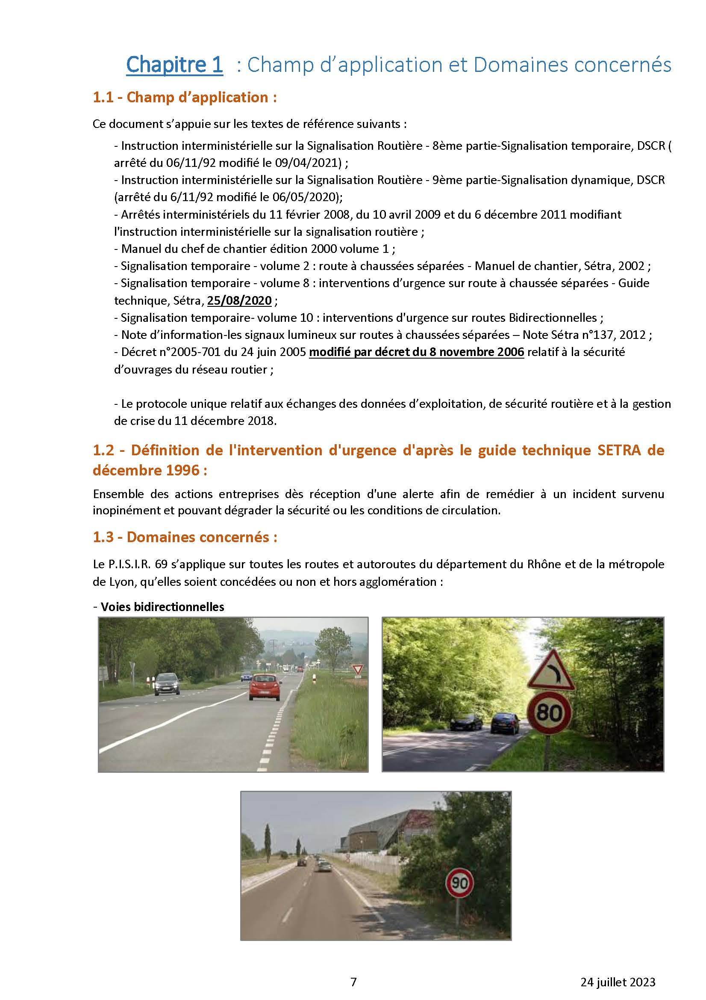 Chapitre 1 : Champ d’application et Domaines concernés
1.1 - Champ d’application :
Ce document s’appuie sur les textes de référence suivants :
- Instruction interministérielle sur la Signalisation Routière - 8ème partie-Signalisation temporaire, DSCR (
arrêté du 06/11/92 modifié le 09/04/2021) ;
- Instruction interministérielle sur la Signalisation Routière - 9ème partie-Signalisation dynamique, DSCR
(arrêté du 6/11/92 modifié le 06/05/2020);
- Arrêtés interministériels du 11 février 2008, du 10 avril 2009 et du 6 décembre 2011 modifiant
l'instruction interministérielle sur la signalisation routière ;
- Manuel du chef de chantier édition 2000 volume 1 ;
- Signalisation temporaire - volume 2 : route à chaussées séparées - Manuel de chantier, Sétra, 2002 ;
- Signalisation temporaire - volume 8 : interventions d’urgence sur route à chaussée séparées - Guide
technique, Sétra, 25/08/2020 ;
- Signalisation temporaire- volume 10 : interventions d'urgence sur routes Bidirectionnelles ;
- Note d’information-les signaux lumineux sur routes à chaussées séparées – Note Sétra n°137, 2012 ;
- Décret n°2005-701 du 24 juin 2005 modifié par décret du 8 novembre 2006 relatif à la sécurité
d’ouvrages du réseau routier ;
- Le protocole unique relatif aux échanges des données d’exploitation, de sécurité routière et à la gestion
de crise du 11 décembre 2018.
1.2 - Définition de l'intervention d'urgence d'après le guide technique SETRA de
décembre 1996 :
Ensemble des actions entreprises dès réception d'une alerte afin de remédier à un incident survenu
inopinément et pouvant dégrader la sécurité ou les conditions de circulation.
1.3 - Domaines concernés :
Le P.I.S.I.R. 69 s’applique sur toutes les routes et autoroutes du département du Rhône et de la métropole
de Lyon, qu’elles soient concédées ou non et hors agglomération :
- Voies bidirectionnelles
80
90
7
24 juillet 2023